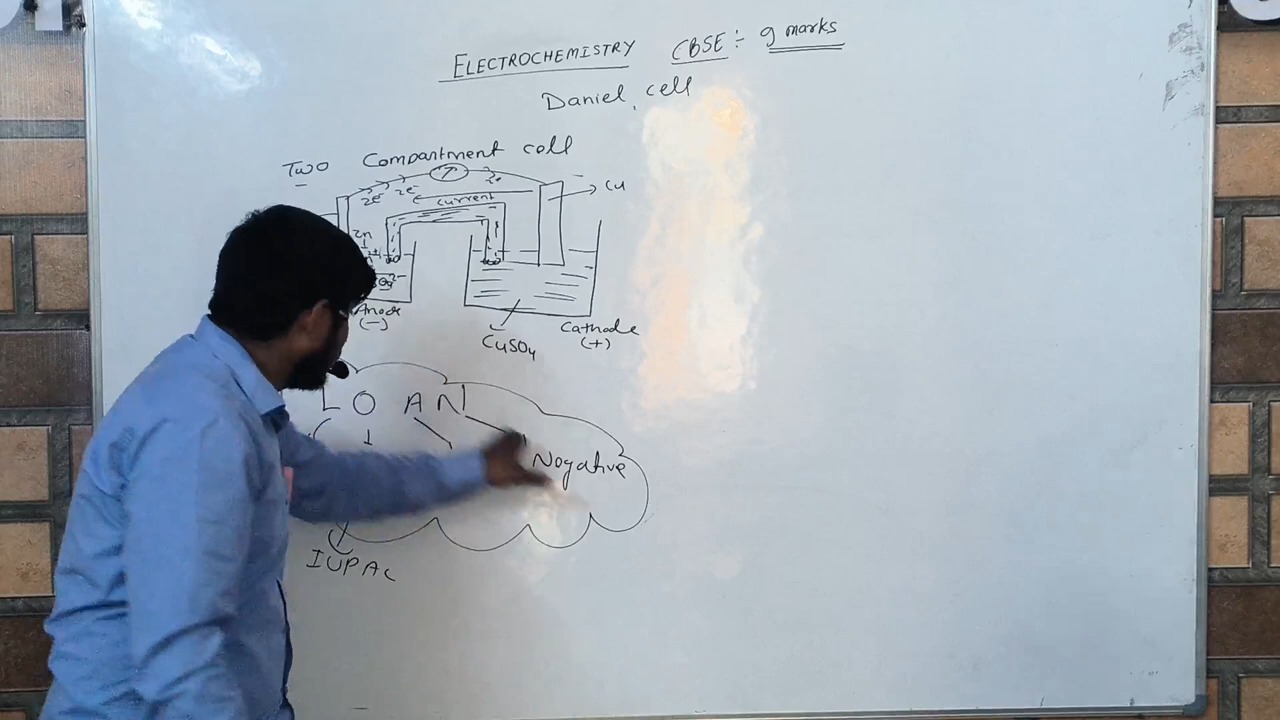 ELECTROCHEMISTRY CBSE :- 9 marks
Daniel cell
Two Compartment cell
2e⁻ 2e⁻ 2e⁻
current
Cu
Zn
Anode
(-)
Cathode
(+)
CuSO₄
L O A N
Negative
IUPAC